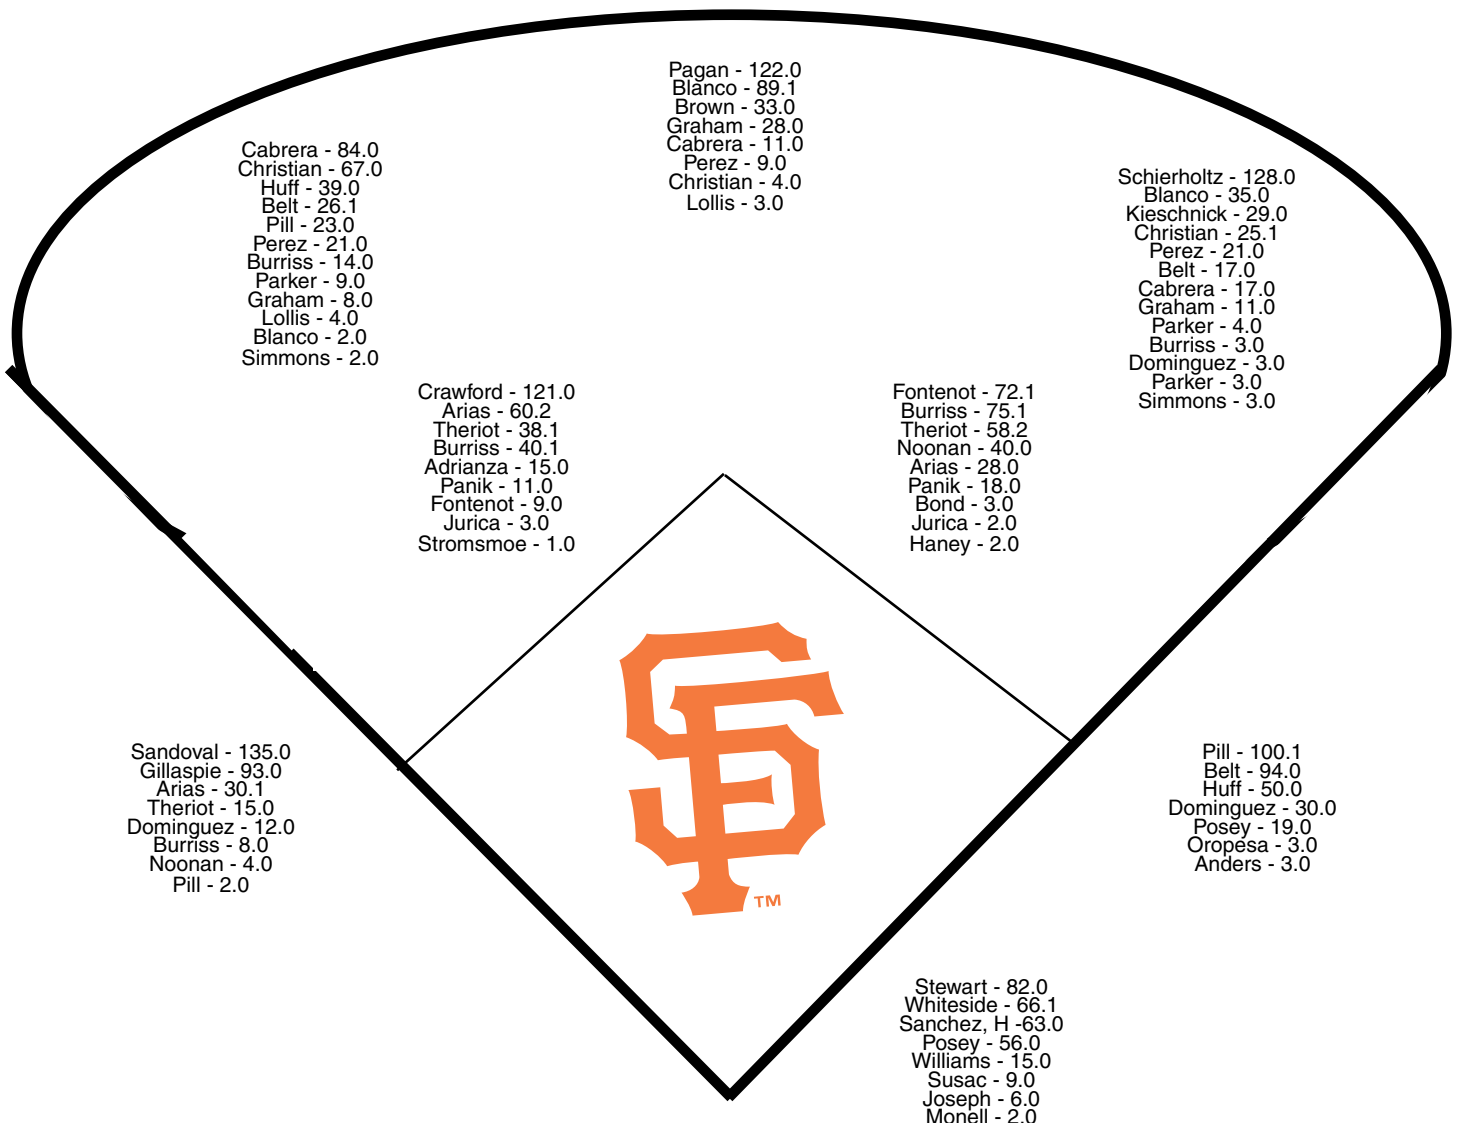 Pagan - 122.0
Blanco - 89.1
Brown - 33.0
Graham - 28.0
Cabrera - 11.0
Perez - 9.0
Christian - 4.0
Lollis - 3.0
Cabrera - 84.0
Christian - 67.0
Huff - 39.0
Belt - 26.1
Pill - 23.0
Perez - 21.0
Burriss - 14.0
Parker - 9.0
Graham - 8.0
Lollis - 4.0
Blanco - 2.0
Simmons - 2.0
Schierholtz - 128.0
Blanco - 35.0
Kieschnick - 29.0
Christian - 25.1
Perez - 21.0
Belt - 17.0
Cabrera - 17.0
Graham - 11.0
Parker - 4.0
Burriss - 3.0
Dominguez - 3.0
Parker - 3.0
Simmons - 3.0
Crawford - 121.0
Arias - 60.2
Theriot - 38.1
Burriss - 40.1
Adrianza - 15.0
Panik - 11.0
Fontenot - 9.0
Jurica - 3.0
Stromsmoe - 1.0
Fontenot - 72.1
Burriss - 75.1
Theriot - 58.2
Noonan - 40.0
Arias - 28.0
Panik - 18.0
Bond - 3.0
Jurica - 2.0
Haney - 2.0
SF
TM
Sandoval - 135.0
Gillaspie - 93.0
Arias - 30.1
Theriot - 15.0
Dominguez - 12.0
Burriss - 8.0
Noonan - 4.0
Pill - 2.0
Pill - 100.1
Belt - 94.0
Huff - 50.0
Dominguez - 30.0
Posey - 19.0
Oropesa - 3.0
Anders - 3.0
Stewart - 82.0
Whiteside - 66.1
Sanchez, H -63.0
Posey - 56.0
Williams - 15.0
Susac - 9.0
Joseph - 6.0
Monell - 2.0